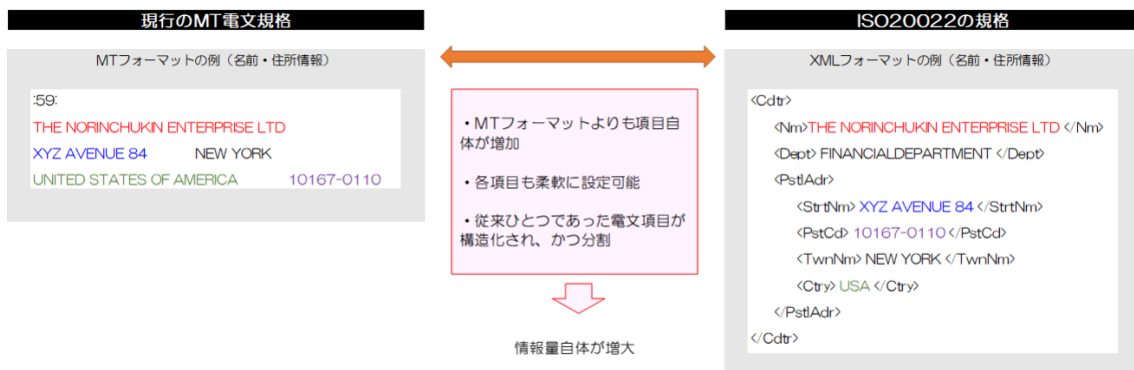 現行のMT電文規格
MTフォーマットの例（名前・住所情報）
:59:
THE NORINCHUKIN ENTERPRISE LTD
XYZ AVENUE 84 NEW YORK
UNITED STATES OF AMERICA 10167-0110
・MTフォーマットよりも項目自
体が増加
・各項目も柔軟に設定可能
・従来ひとつであった電文項目が
構造化され、かつ分割
情報量自体が増大
ISO20022の規格
XMLフォーマットの例（名前・住所情報）
<Cdtr>
<Nm>THE NORINCHUKIN ENTERPRISE LTD </Nm>
<Dept> FINANCIALDEPARTMENT </Dept>
<PstlAdr>
<StrtNm> XYZ AVENUE 84 </StrtNm>
<PstCd> 10167-0110 </PstCd>
<TwnNm> NEW YORK </TwnNm>
<Ctry> USA </Ctry>
</PstlAdr>
</Cdtr>